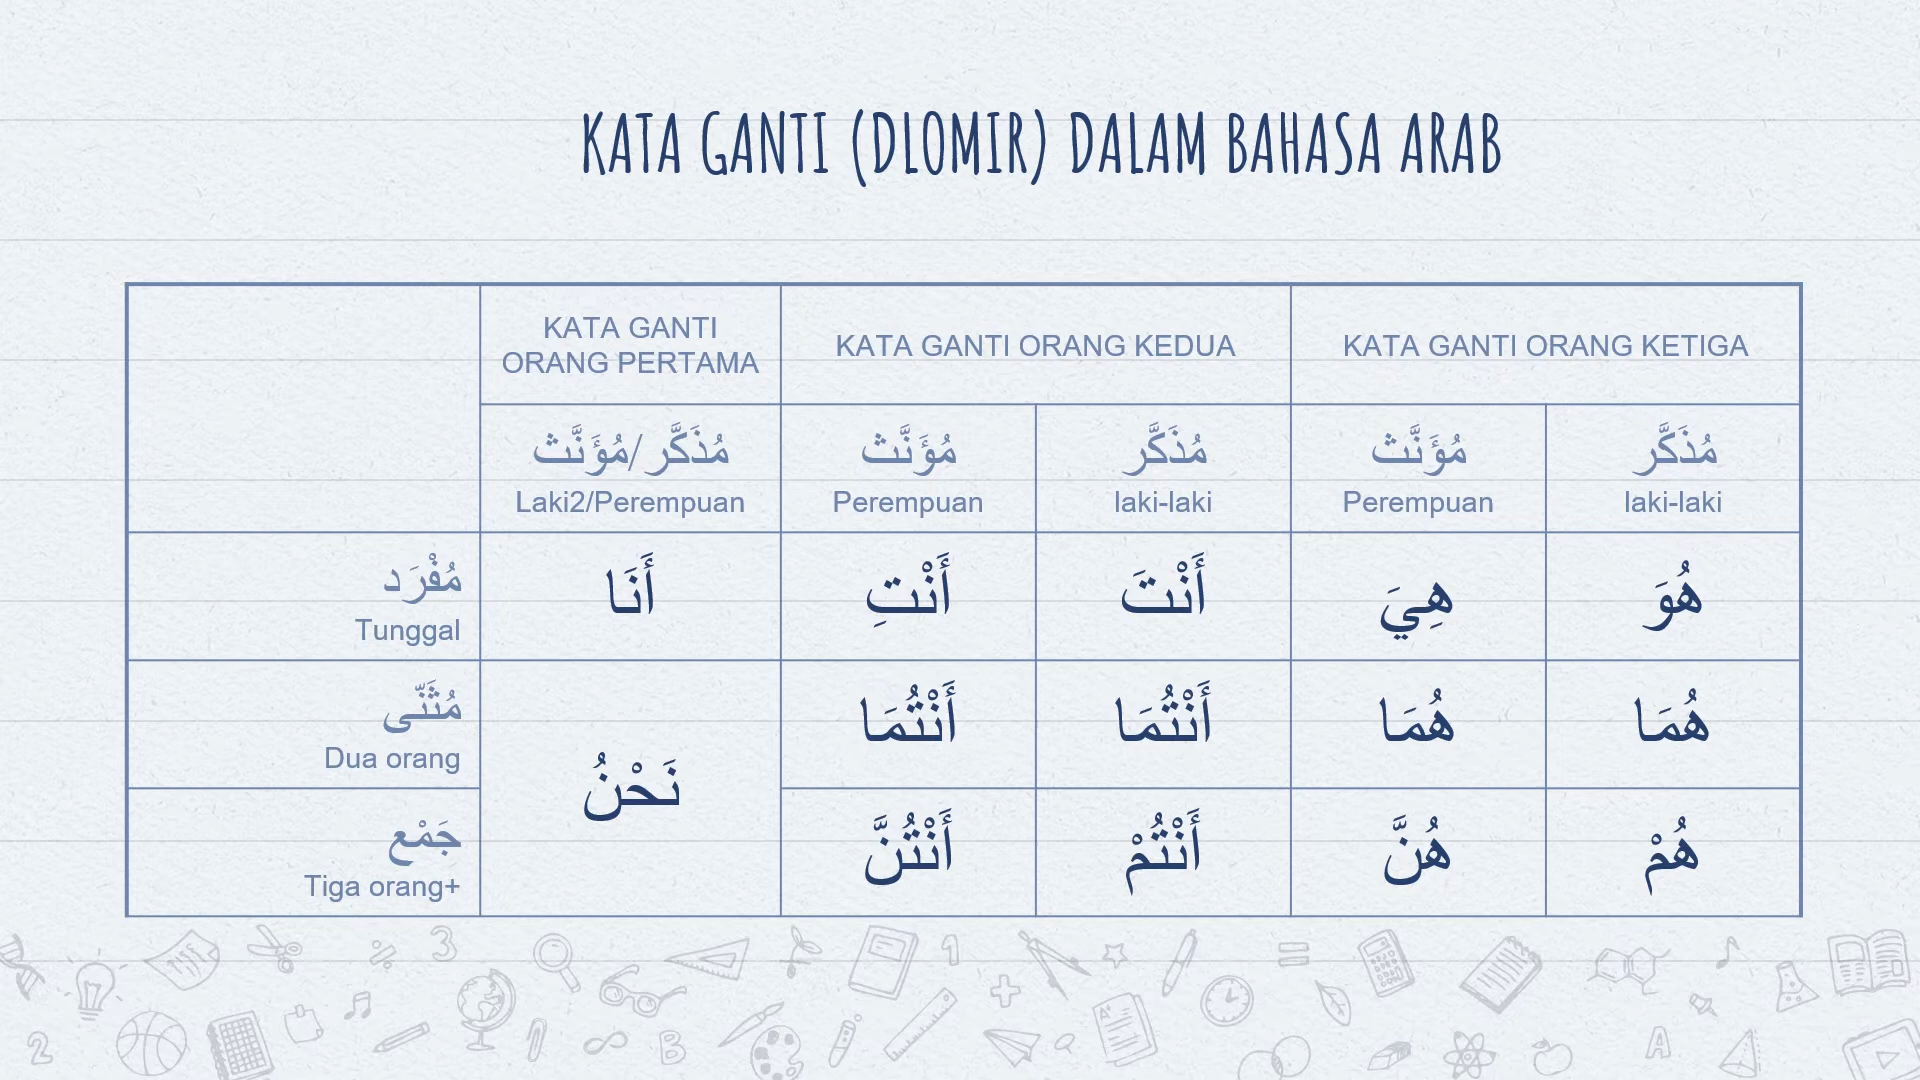 KATA GANTI (DLOMIR) DALAM BAHASA ARAB
KATA GANTI
ORANG PERTAMA
KATA GANTI ORANG KEDUA
KATA GANTI ORANG KETIGA
مُذَكَّر/مُؤَنَّث
Laki2/Perempuan
مُؤَنَّث
Perempuan
مُذَكَّر
laki-laki
مُؤَنَّث
Perempuan
مُذَكَّر
laki-laki
مُفْرَد
Tunggal
أَنَا
أَنْتِ
أَنْتَ
هِيَ
هُوَ
مُثَنّى
Dua orang
نَحْنُ
أَنْتُمَا
أَنْتُمَا
هُمَا
هُمَا
جَمْع
Tiga orang+
أَنْتُنَّ
أَنْتُمْ
هُنَّ
هُمْ